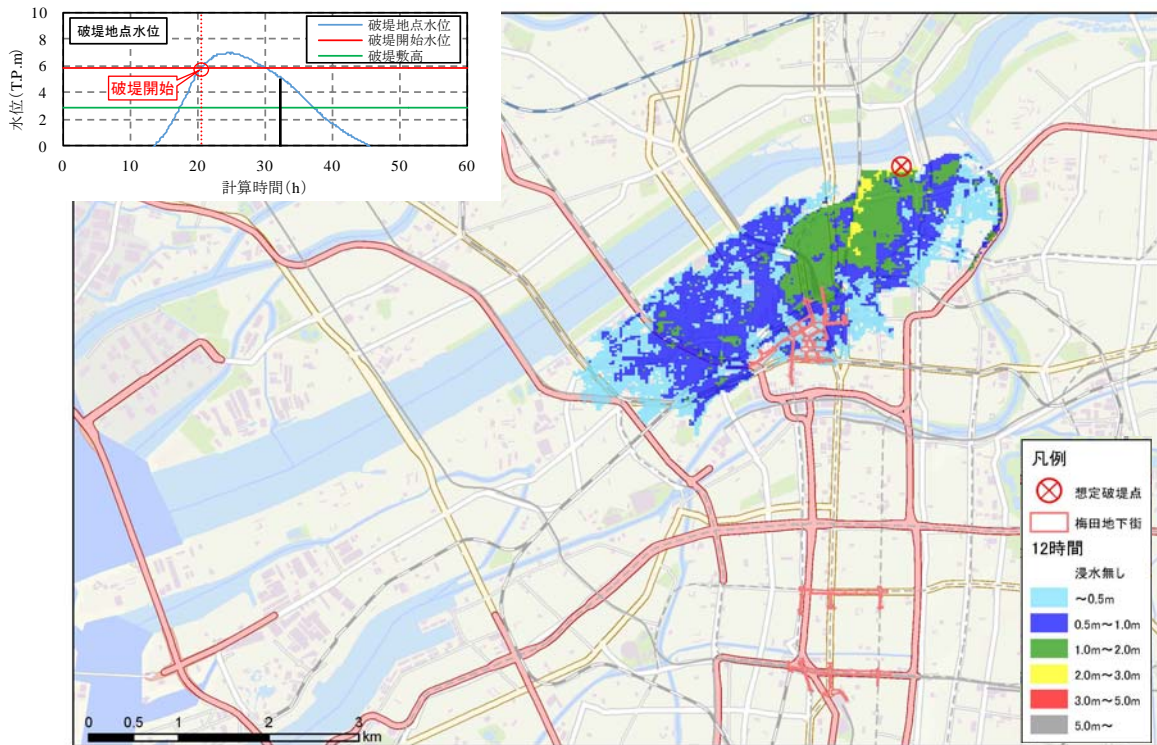 破堤地点水位
破堤地点水位
破堤開始水位
破堤敷高
破堤開始
水位(T.P.m)
10
8
6
4
2
0
0 10 20 30 40 50 60
計算時間(h)
凡例
想定破堤点
梅田地下街
12時間
浸水無し
～0.5m
0.5m～1.0m
1.0m～2.0m
2.0m～3.0m
3.0m～5.0m
5.0m～
0 0.5 1 2 3
km